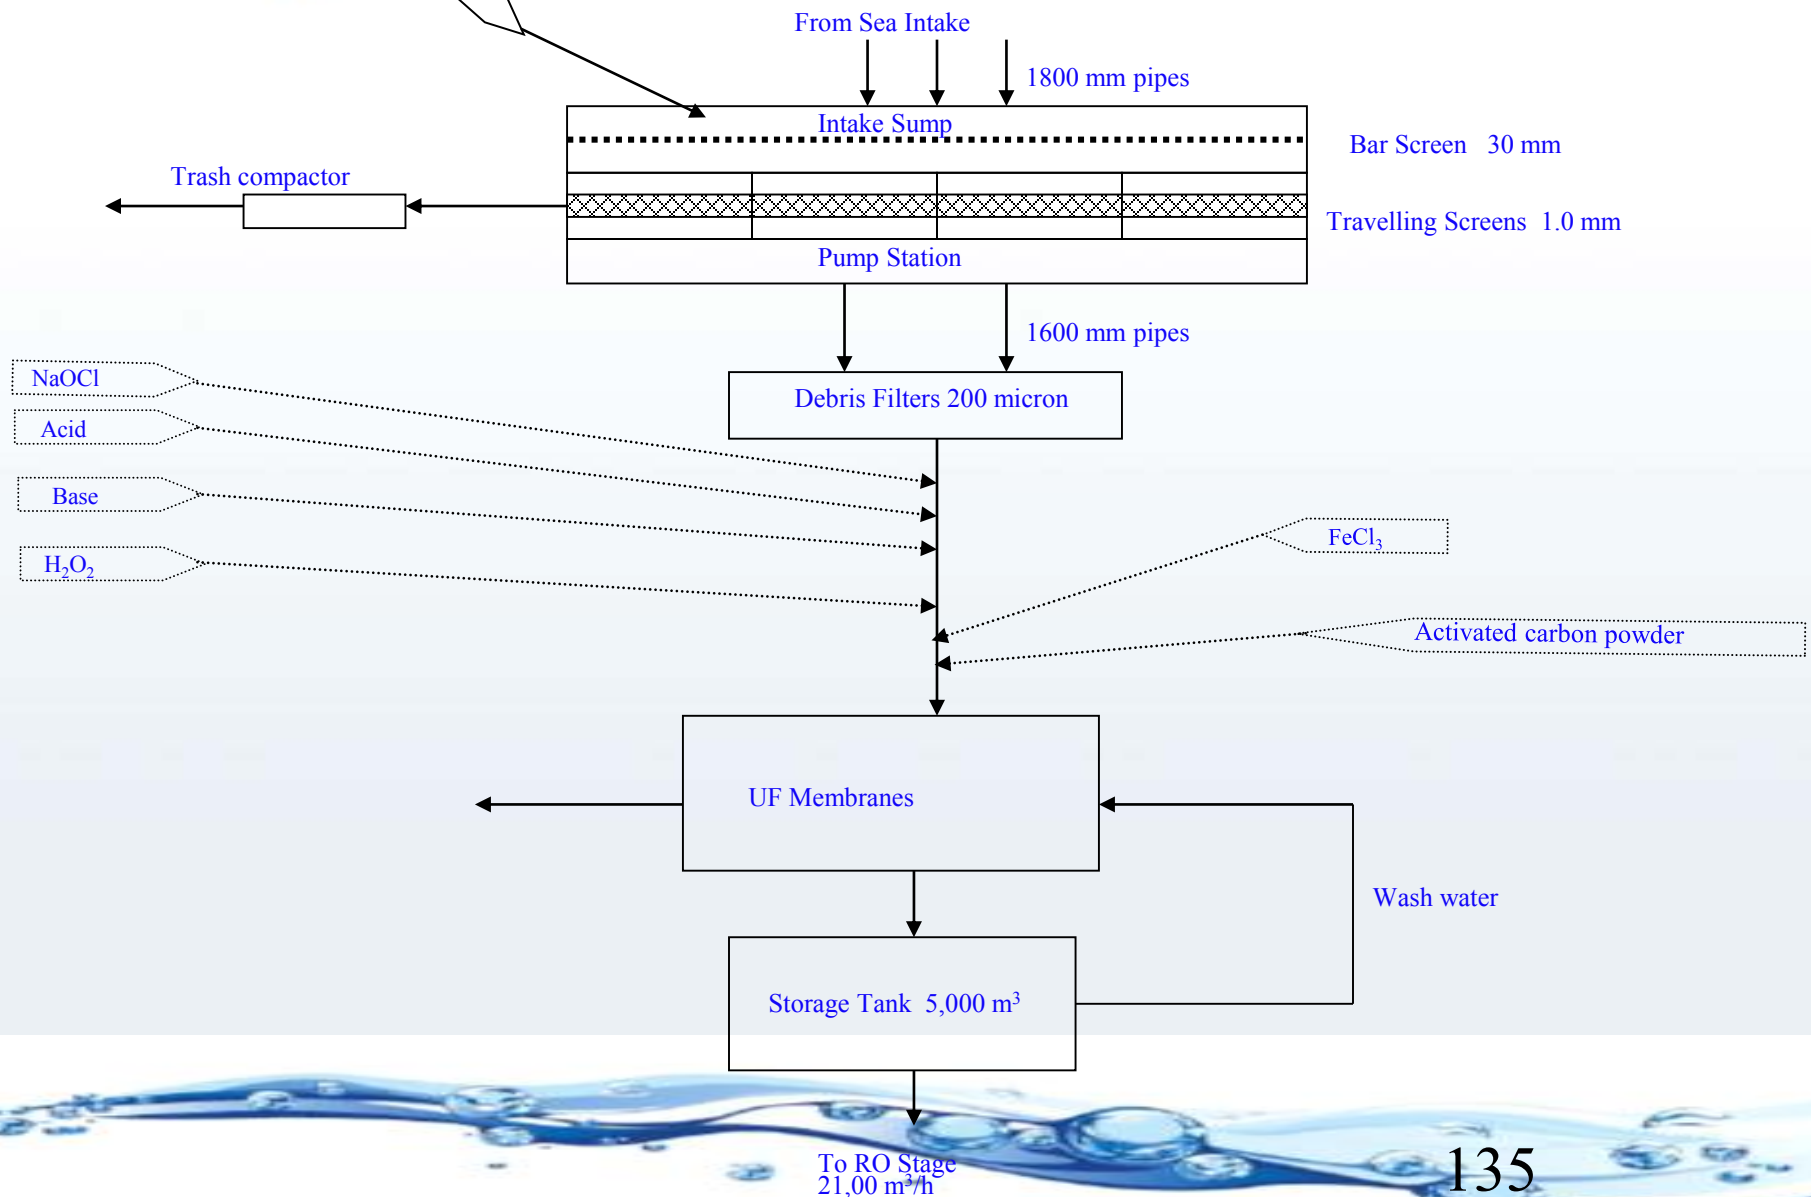 From Sea Intake
1800 mm pipes
Intake Sump
Bar Screen 30 mm
Trash compactor
Travelling Screens 1.0 mm
Pump Station
1600 mm pipes
NaOCl
Debris Filters 200 micron
Acid
Base
FeCl₃
H₂O₂
Activated carbon powder
UF Membranes
Wash water
Storage Tank 5,000 m³
To RO Stage
21,00 m³/h
135